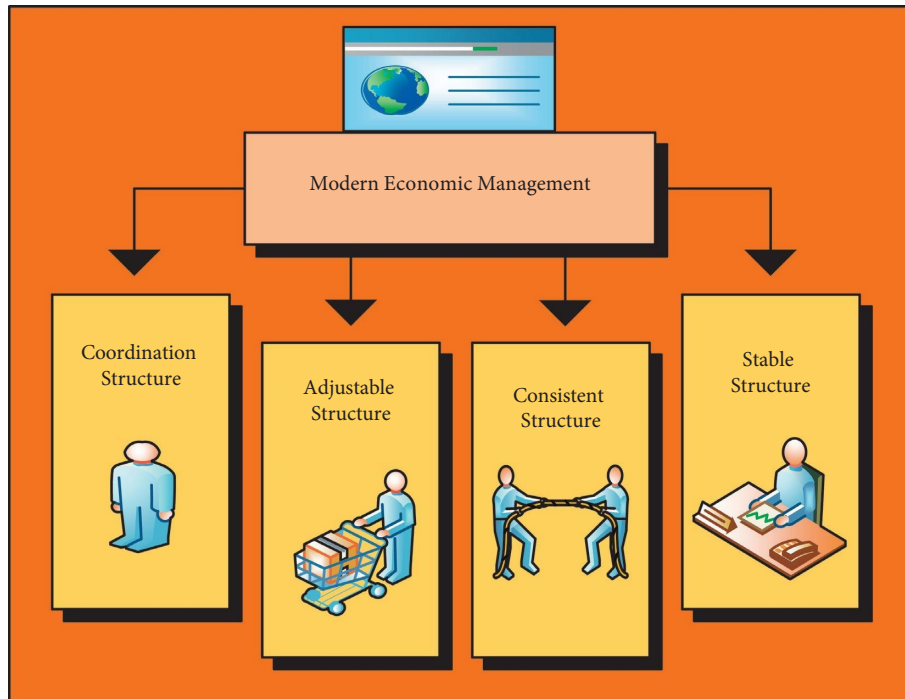 Modern Economic Management
Coordination
Structure
Adjustable
Structure
Consistent
Structure
Stable
Structure